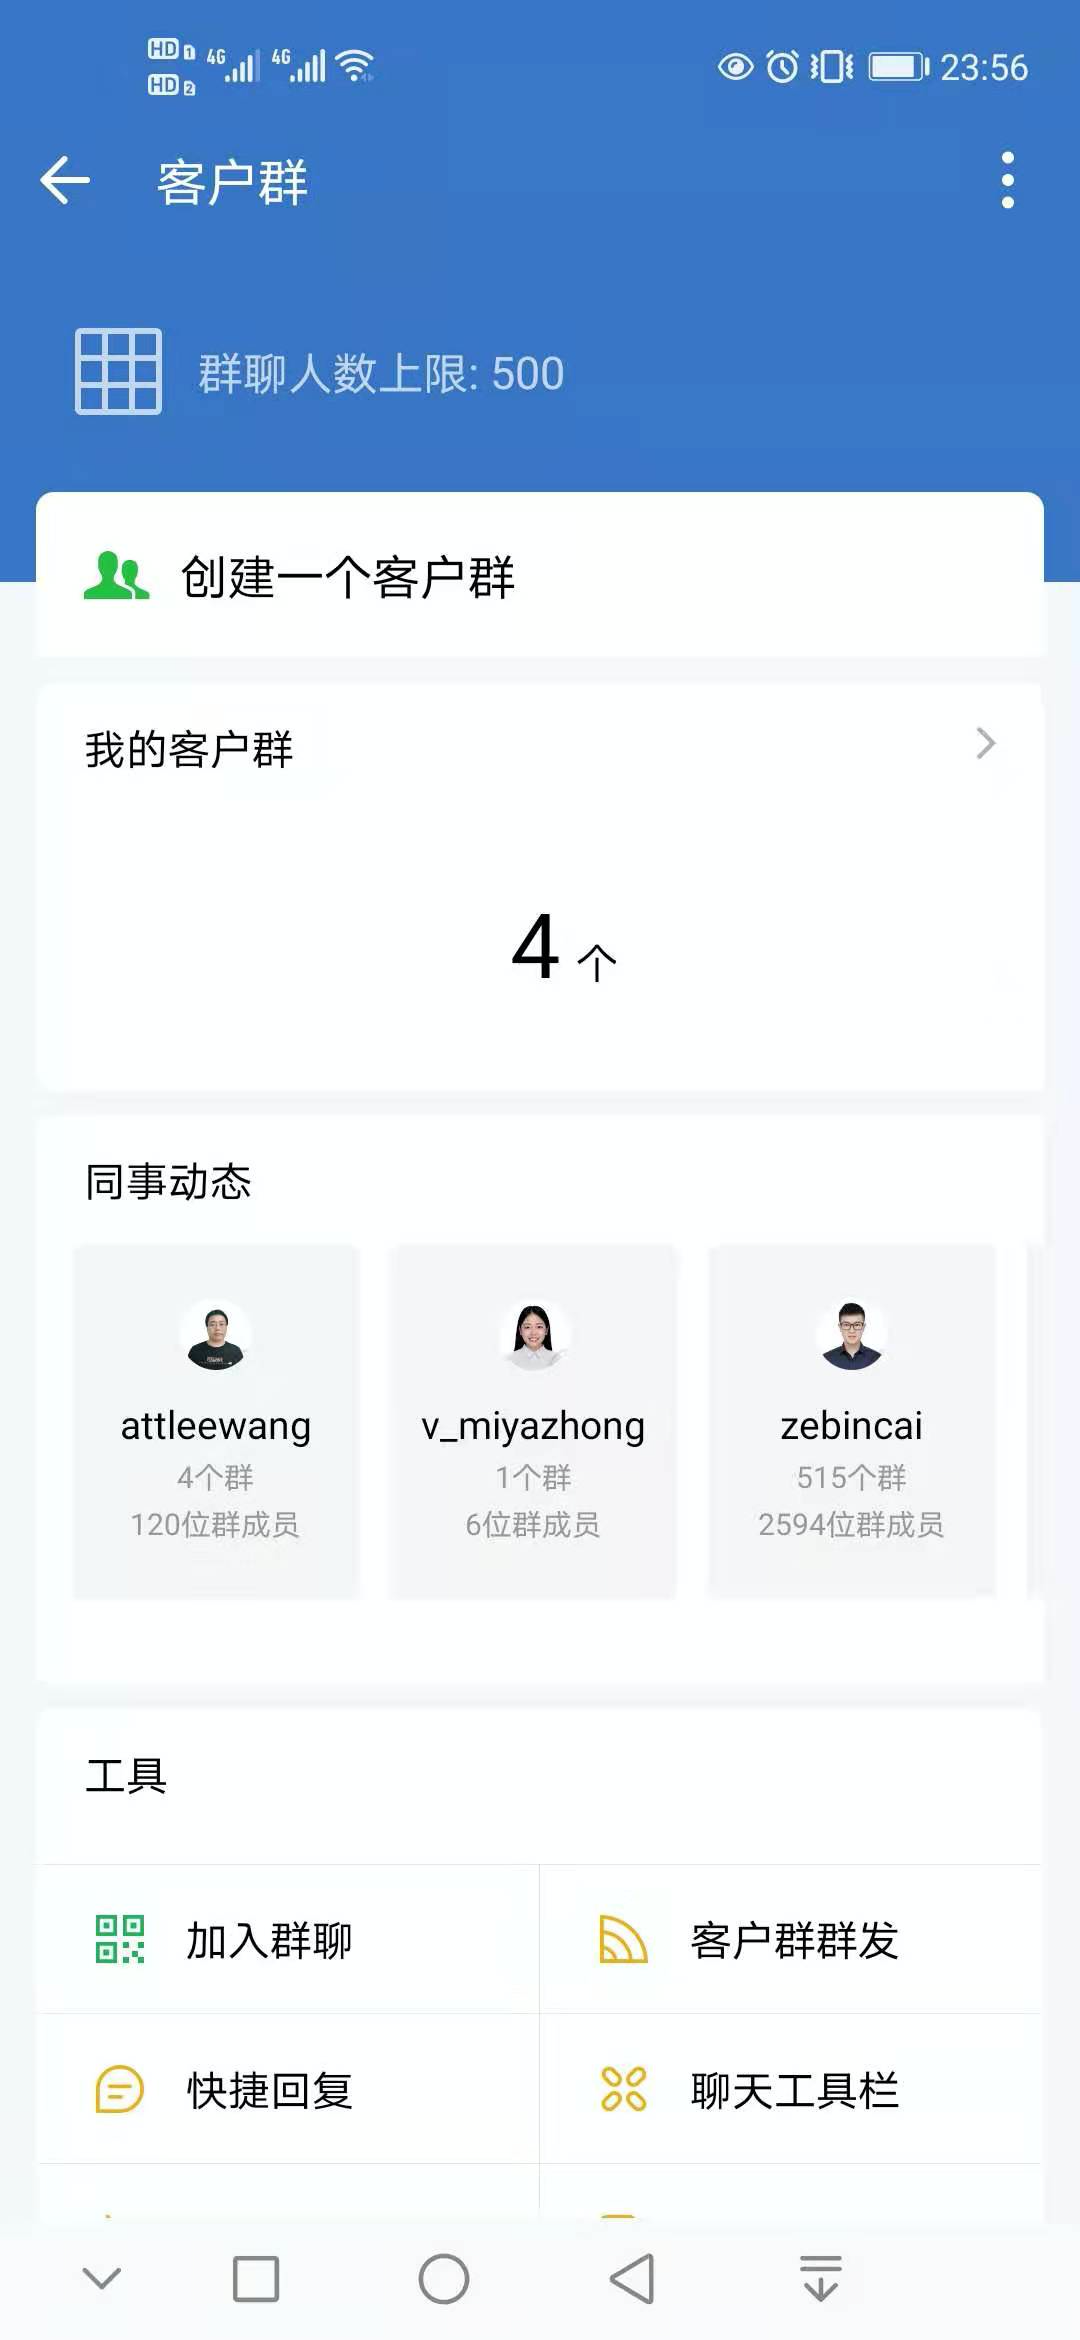 HD 1 4G 4G
HD 2
23:56
客户群
群聊人数上限: 500
创建一个客户群
我的客户群
4 个
同事动态
attleewang
4个群
120位群成员
v_miyazhong
1个群
6位群成员
zebincai
515个群
2594位群成员
工具
加入群聊
客户群群发
快捷回复
聊天工具栏